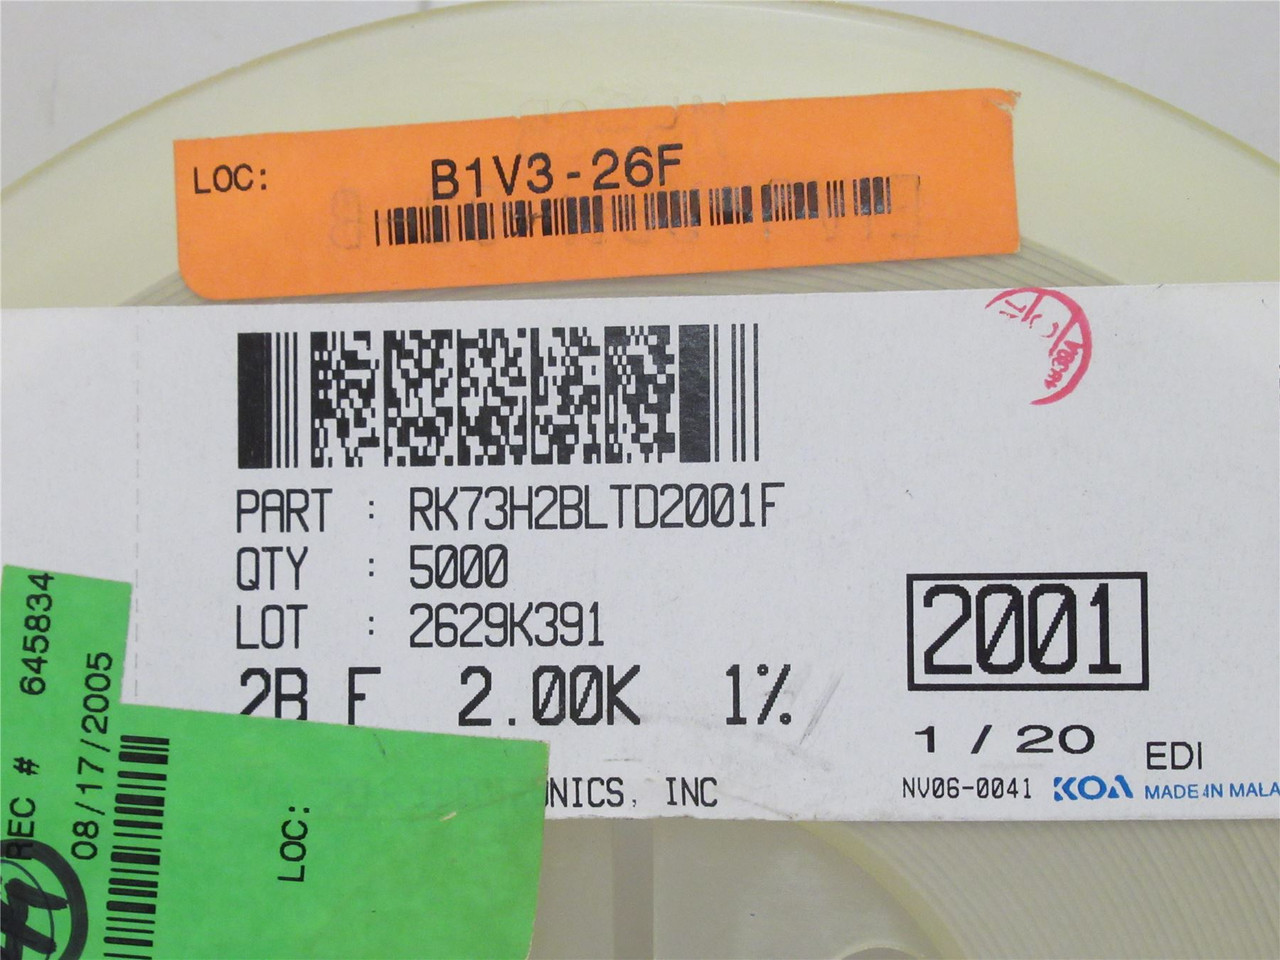 LOC: B1V3-26F
PART : RK73H2BLTD2001F
QTY : 5000
LOT : 2629K391
2B F 2.00K 1%
2001
1 / 20
EDI
ONICS, INC
NV06-0041 KOA MADE IN MALA
REC # 645834
08/17/2005
LOC: